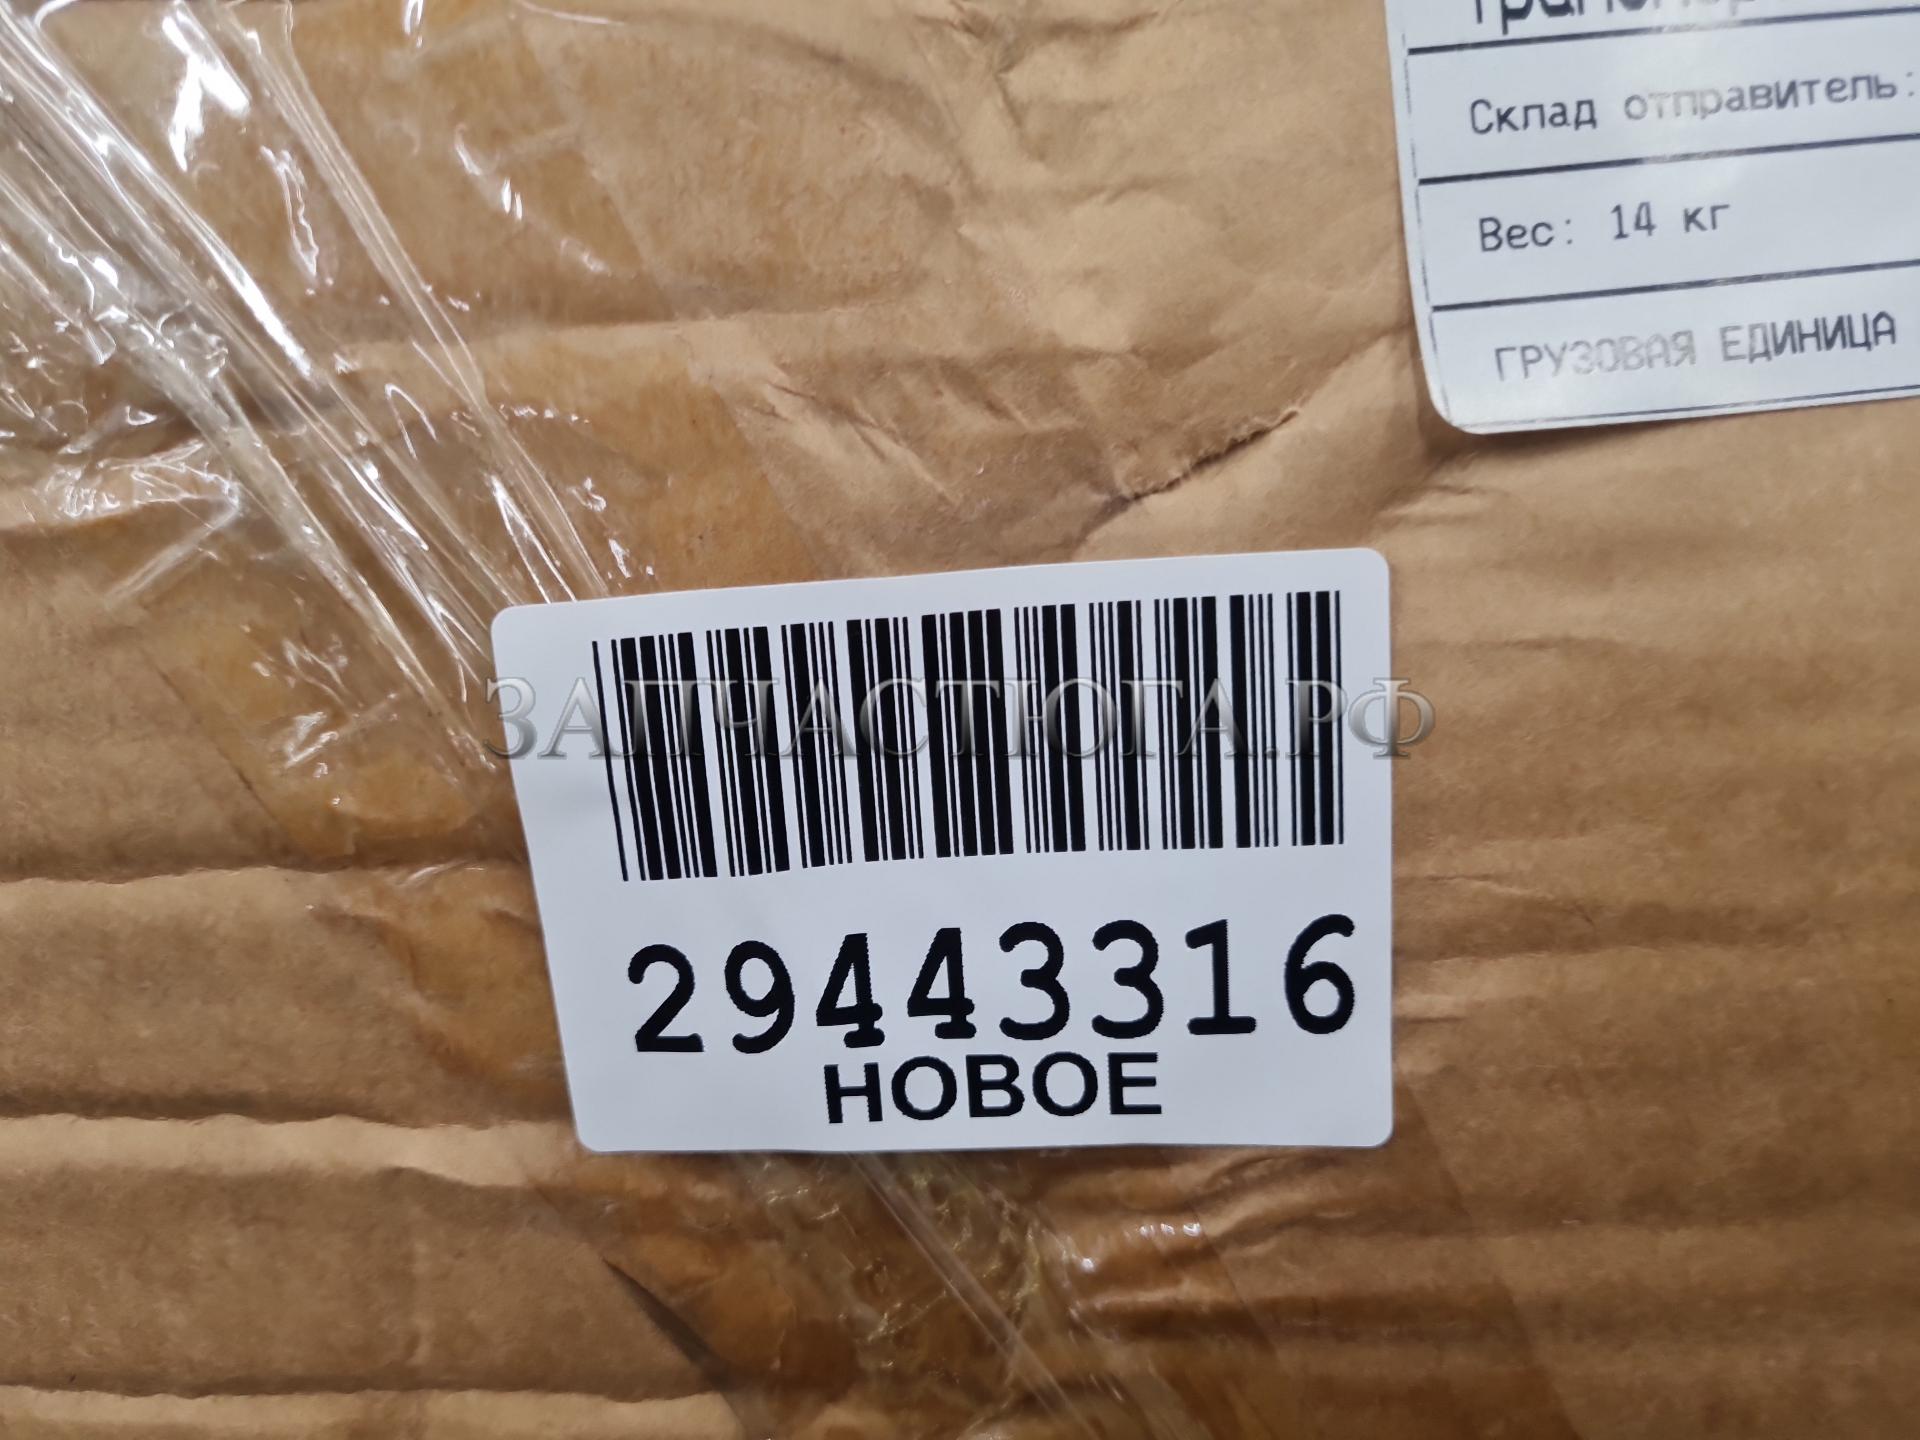 Склад отправитель:
Вес: 14 кг
ГРУЗОВАЯ ЕДИНИЦА
ЗАПЧАСТЮГА.РФ
29443316
НОВОЕ